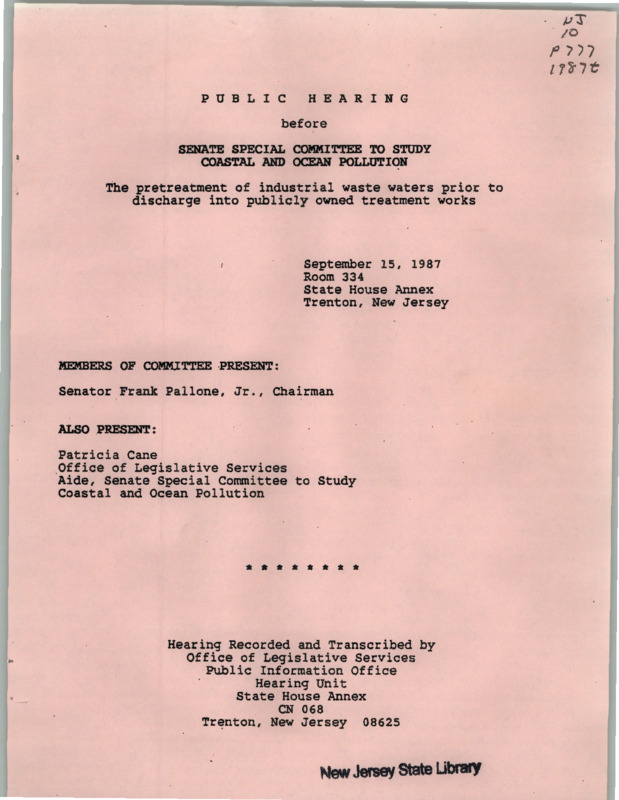 NJ
10
P777
1987t
PUBLIC HEARING
before
SENATE SPECIAL COMMITTEE TO STUDY
COASTAL AND OCEAN POLLUTION
The pretreatment of industrial waste waters prior to
discharge into publicly owned treatment works
September 15, 1987
Room 334
State House Annex
Trenton, New Jersey
MEMBERS OF COMMITTEE PRESENT:
Senator Frank Pallone, Jr., Chairman
ALSO PRESENT:
Patricia Cane
Office of Legislative Services
Aide, Senate Special Committee to Study
Coastal and Ocean Pollution
* * * * * * * *
Hearing Recorded and Transcribed by
Office of Legislative Services
Public Information Office
Hearing Unit
State House Annex
CN 068
Trenton, New Jersey 08625
New Jersey State Library